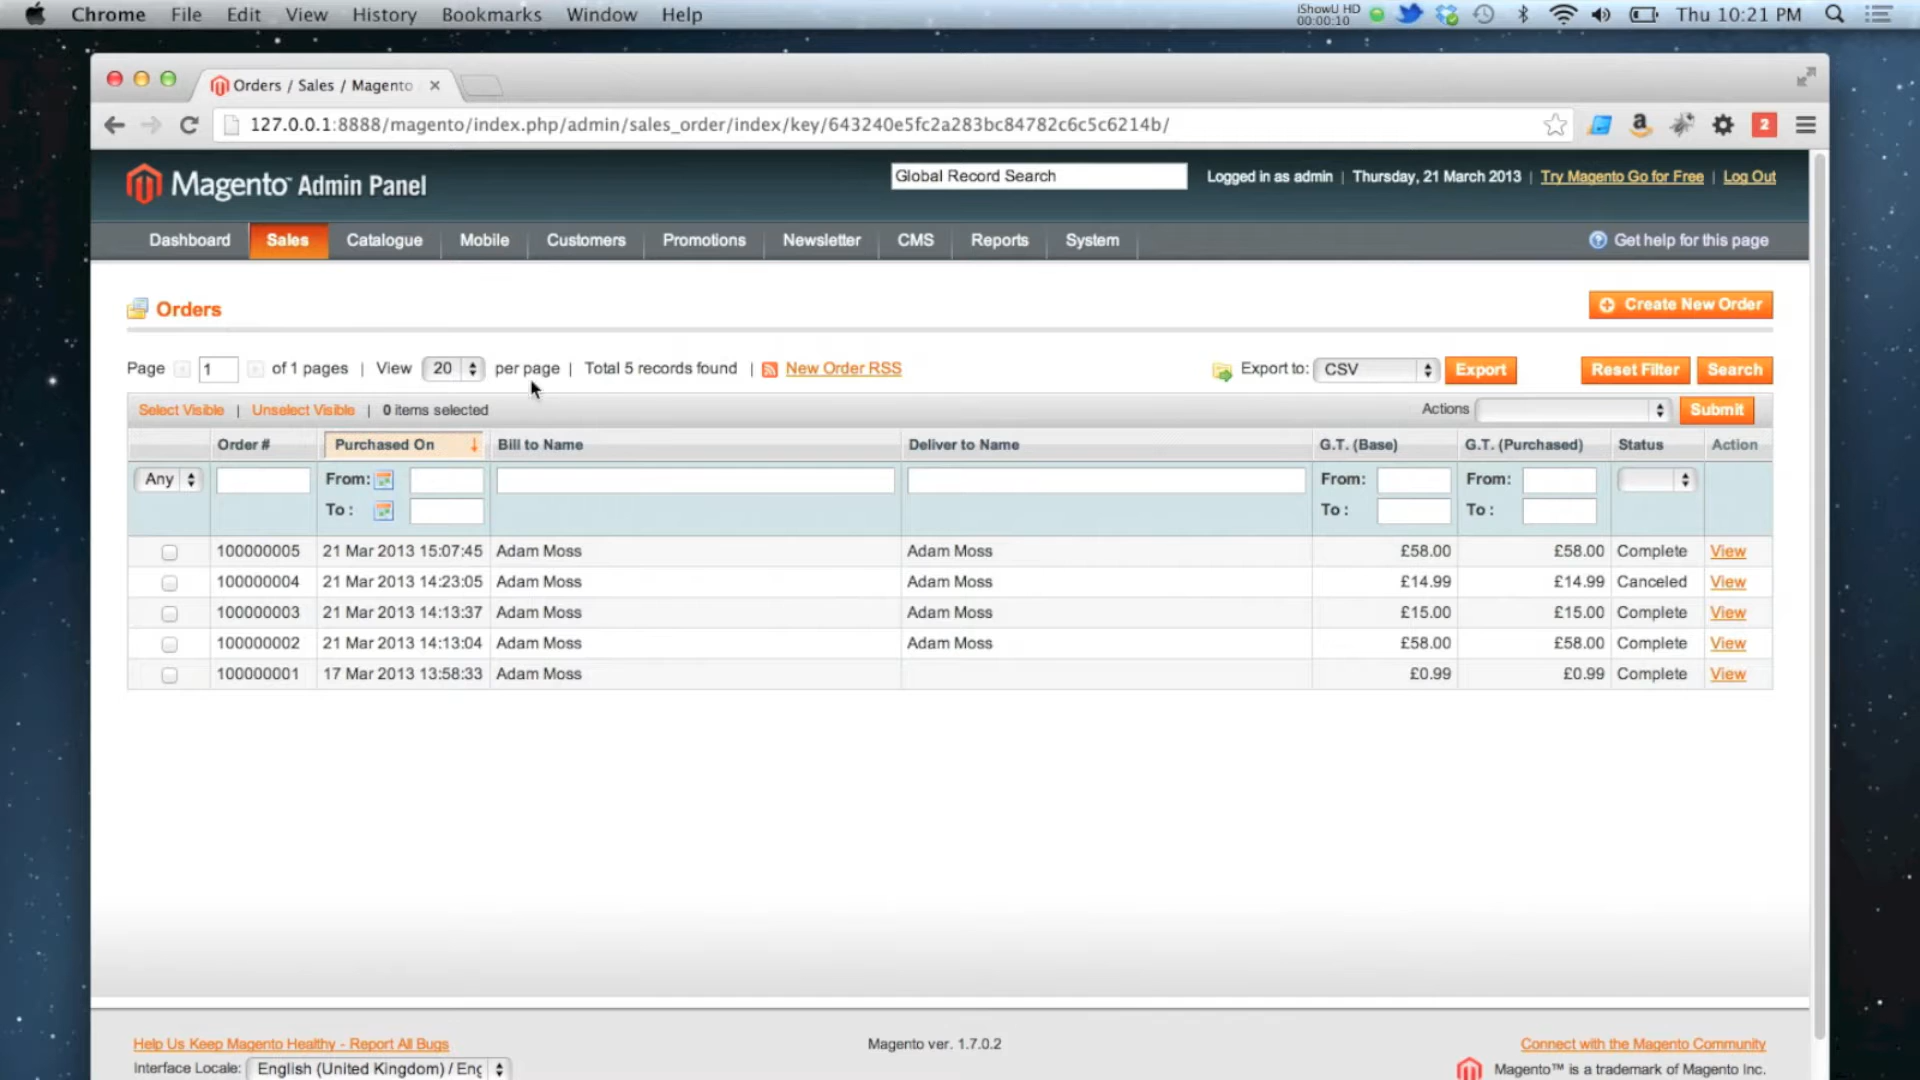 Chrome File Edit View History Bookmarks Window Help iShowU HD 00:00:10 Thu 10:21 PM
Orders / Sales / Magento
127.0.0.1:8888/magento/index.php/admin/sales_order/index/key/643240e5fc2a283bc84782c6c5c6214b/ a 2
Magento™ Admin Panel Global Record Search Logged in as admin | Thursday, 21 March 2013 | Try Magento Go for Free | Log Out
Dashboard Sales Catalogue Mobile Customers Promotions Newsletter CMS Reports System ? Get help for this page
Orders Create New Order
Page 1 of 1 pages | View 20 per page | Total 5 records found | New Order RSS Export to: CSV Export Reset Filter Search
Select Visible | Unselect Visible | 0 items selected Actions Submit
Order # Purchased On Bill to Name Deliver to Name G.T. (Base) G.T. (Purchased) Status Action
Any From: From: From:
To : To : To :
100000005 21 Mar 2013 15:07:45 Adam Moss Adam Moss £58.00 £58.00 Complete View
100000004 21 Mar 2013 14:23:05 Adam Moss Adam Moss £14.99 £14.99 Canceled View
100000003 21 Mar 2013 14:13:37 Adam Moss Adam Moss £15.00 £15.00 Complete View
100000002 21 Mar 2013 14:13:04 Adam Moss Adam Moss £58.00 £58.00 Complete View
100000001 17 Mar 2013 13:58:33 Adam Moss £0.99 £0.99 Complete View
Help Us Keep Magento Healthy - Report All Bugs Magento ver. 1.7.0.2 Connect with the Magento Community
Interface Locale: English (United Kingdom) / Eng Magento™ is a trademark of Magento Inc.